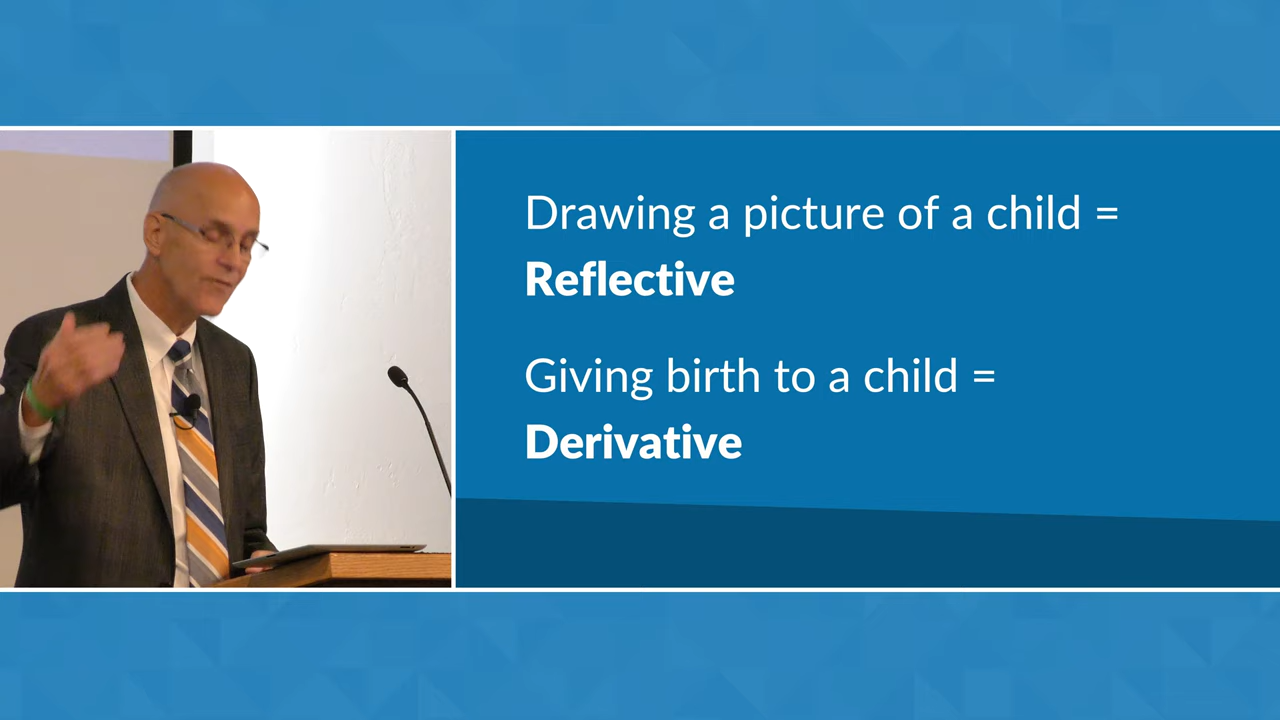 Drawing a picture of a child =
Reflective
Giving birth to a child =
Derivative